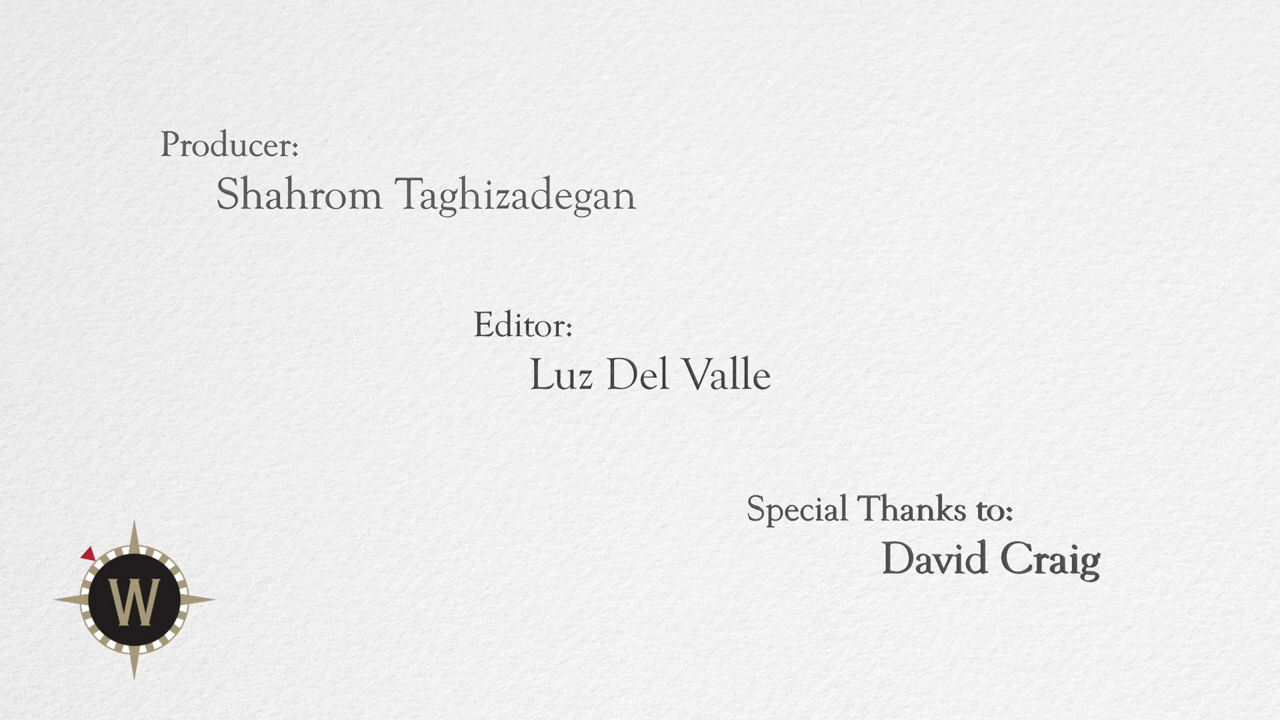 Producer:
Shahrom Taghizadegan
Editor:
Luz Del Valle
Special Thanks to:
David Craig
W